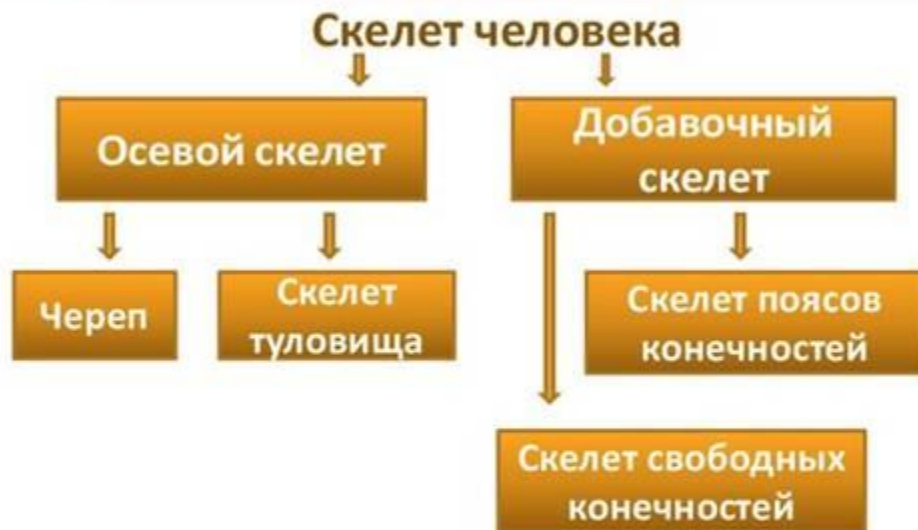 Скелет человека
Осевой скелет
Добавочный
скелет
Череп
Скелет
туловища
Скелет поясов
конечностей
Скелет свободных
конечностей